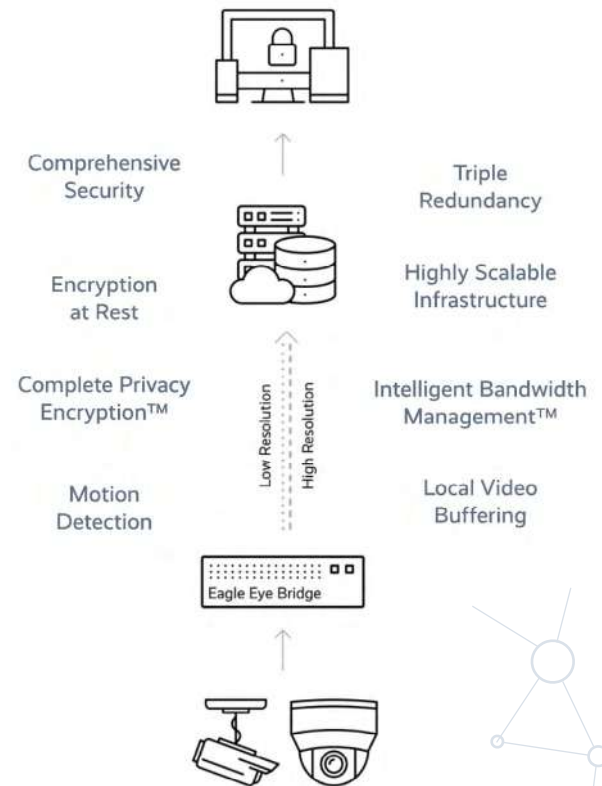 Comprehensive
Security
Triple
Redundancy
Encryption
at Rest
Highly Scalable
Infrastructure
Complete Privacy
Encryption™
Low Resolution
High Resolution
Intelligent Bandwidth
Management™
Motion
Detection
Local Video
Buffering
Eagle Eye Bridge